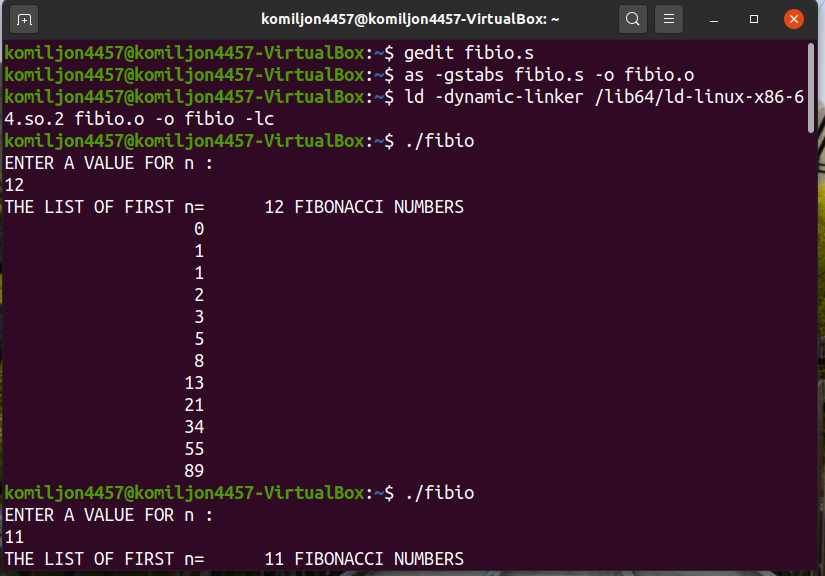 komiljon4457@komiljon4457-VirtualBox: ~
komiljon4457@komiljon4457-VirtualBox:~$ gedit fibio.s
komiljon4457@komiljon4457-VirtualBox:~$ as -gstabs fibio.s -o fibio.o
komiljon4457@komiljon4457-VirtualBox:~$ ld -dynamic-linker /lib64/ld-linux-x86-6
4.so.2 fibio.o -o fibio -lc
komiljon4457@komiljon4457-VirtualBox:~$ ./fibio
ENTER A VALUE FOR n :
12
THE LIST OF FIRST n=      12 FIBONACCI NUMBERS
0
1
1
2
3
5
8
13
21
34
55
89
komiljon4457@komiljon4457-VirtualBox:~$ ./fibio
ENTER A VALUE FOR n :
11
THE LIST OF FIRST n=      11 FIBONACCI NUMBERS